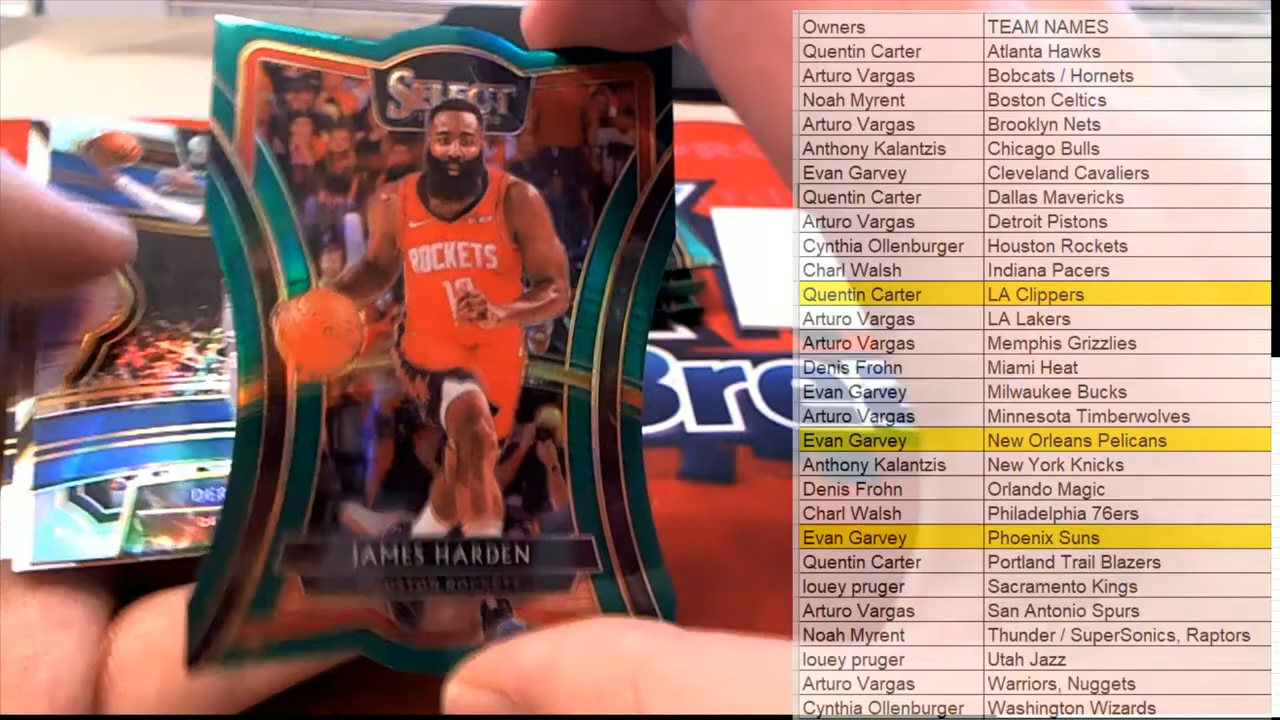 SELECT
ROCKETS
JAMES HARDEN
HOUSTON ROCKETS
DER
Bre
Owners TEAM NAMES
Quentin Carter Atlanta Hawks
Arturo Vargas Bobcats / Hornets
Noah Myrent Boston Celtics
Arturo Vargas Brooklyn Nets
Anthony Kalantzis Chicago Bulls
Evan Garvey Cleveland Cavaliers
Quentin Carter Dallas Mavericks
Arturo Vargas Detroit Pistons
Cynthia Ollenburger Houston Rockets
Charl Walsh Indiana Pacers
Quentin Carter LA Clippers
Arturo Vargas LA Lakers
Arturo Vargas Memphis Grizzlies
Denis Frohn Miami Heat
Evan Garvey Milwaukee Bucks
Arturo Vargas Minnesota Timberwolves
Evan Garvey New Orleans Pelicans
Anthony Kalantzis New York Knicks
Denis Frohn Orlando Magic
Charl Walsh Philadelphia 76ers
Evan Garvey Phoenix Suns
Quentin Carter Portland Trail Blazers
louey pruger Sacramento Kings
Arturo Vargas San Antonio Spurs
Noah Myrent Thunder / SuperSonics, Raptors
louey pruger Utah Jazz
Arturo Vargas Warriors, Nuggets
Cynthia Ollenburger Washington Wizards